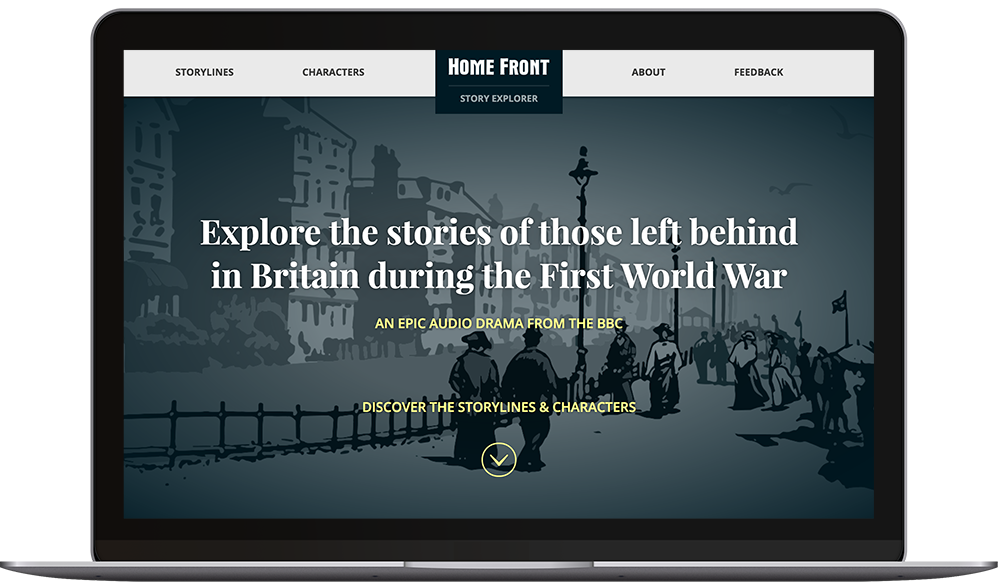 STORYLINES
CHARACTERS
HOME FRONT
STORY EXPLORER
ABOUT
FEEDBACK
Explore the stories of those left behind
in Britain during the First World War
AN EPIC AUDIO DRAMA FROM THE BBC
DISCOVER THE STORYLINES & CHARACTERS